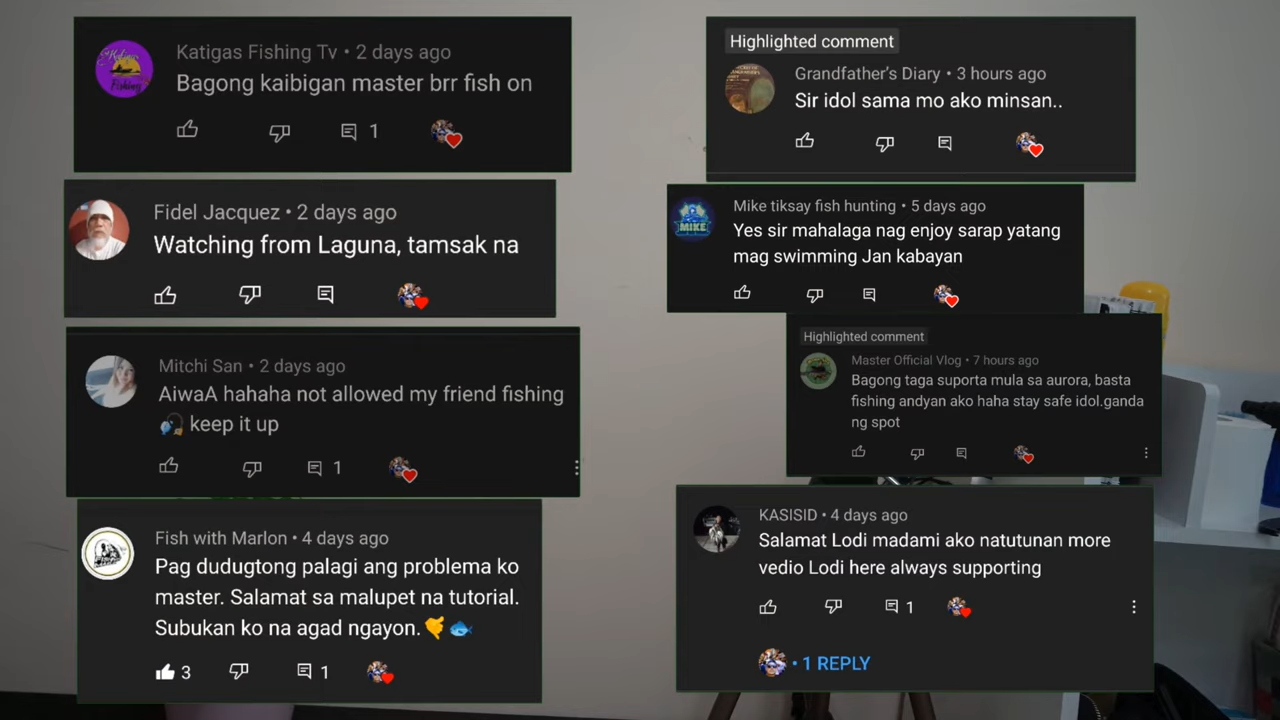 Katigas Fishing Tv • 2 days ago
Bagong kaibigan master brr fish on
1
Fidel Jacquez • 2 days ago
Watching from Laguna, tamsak na
Mitchi San • 2 days ago
AiwaA hahaha not allowed my friend fishing
🎣 keep it up
1
Fish with Marlon • 4 days ago
Pag dudugtong palagi ang problema ko
master. Salamat sa malupet na tutorial.
Subukan ko na agad ngayon.🤙🐟
3 1
Highlighted comment
Grandfather's Diary • 3 hours ago
Sir idol sama mo ako minsan..
Mike tiksay fish hunting • 5 days ago
Yes sir mahalaga nag enjoy sarap yatang
mag swimming Jan kabayan
MIKE
Highlighted comment
Master Official Vlog • 7 hours ago
Bagong taga suporta mula sa aurora, basta
fishing andyan ako haha stay safe idol.ganda
ng spot
KASISID • 4 days ago
Salamat Lodi madami ako natutunan more
vedio Lodi here always supporting
1
• 1 REPLY